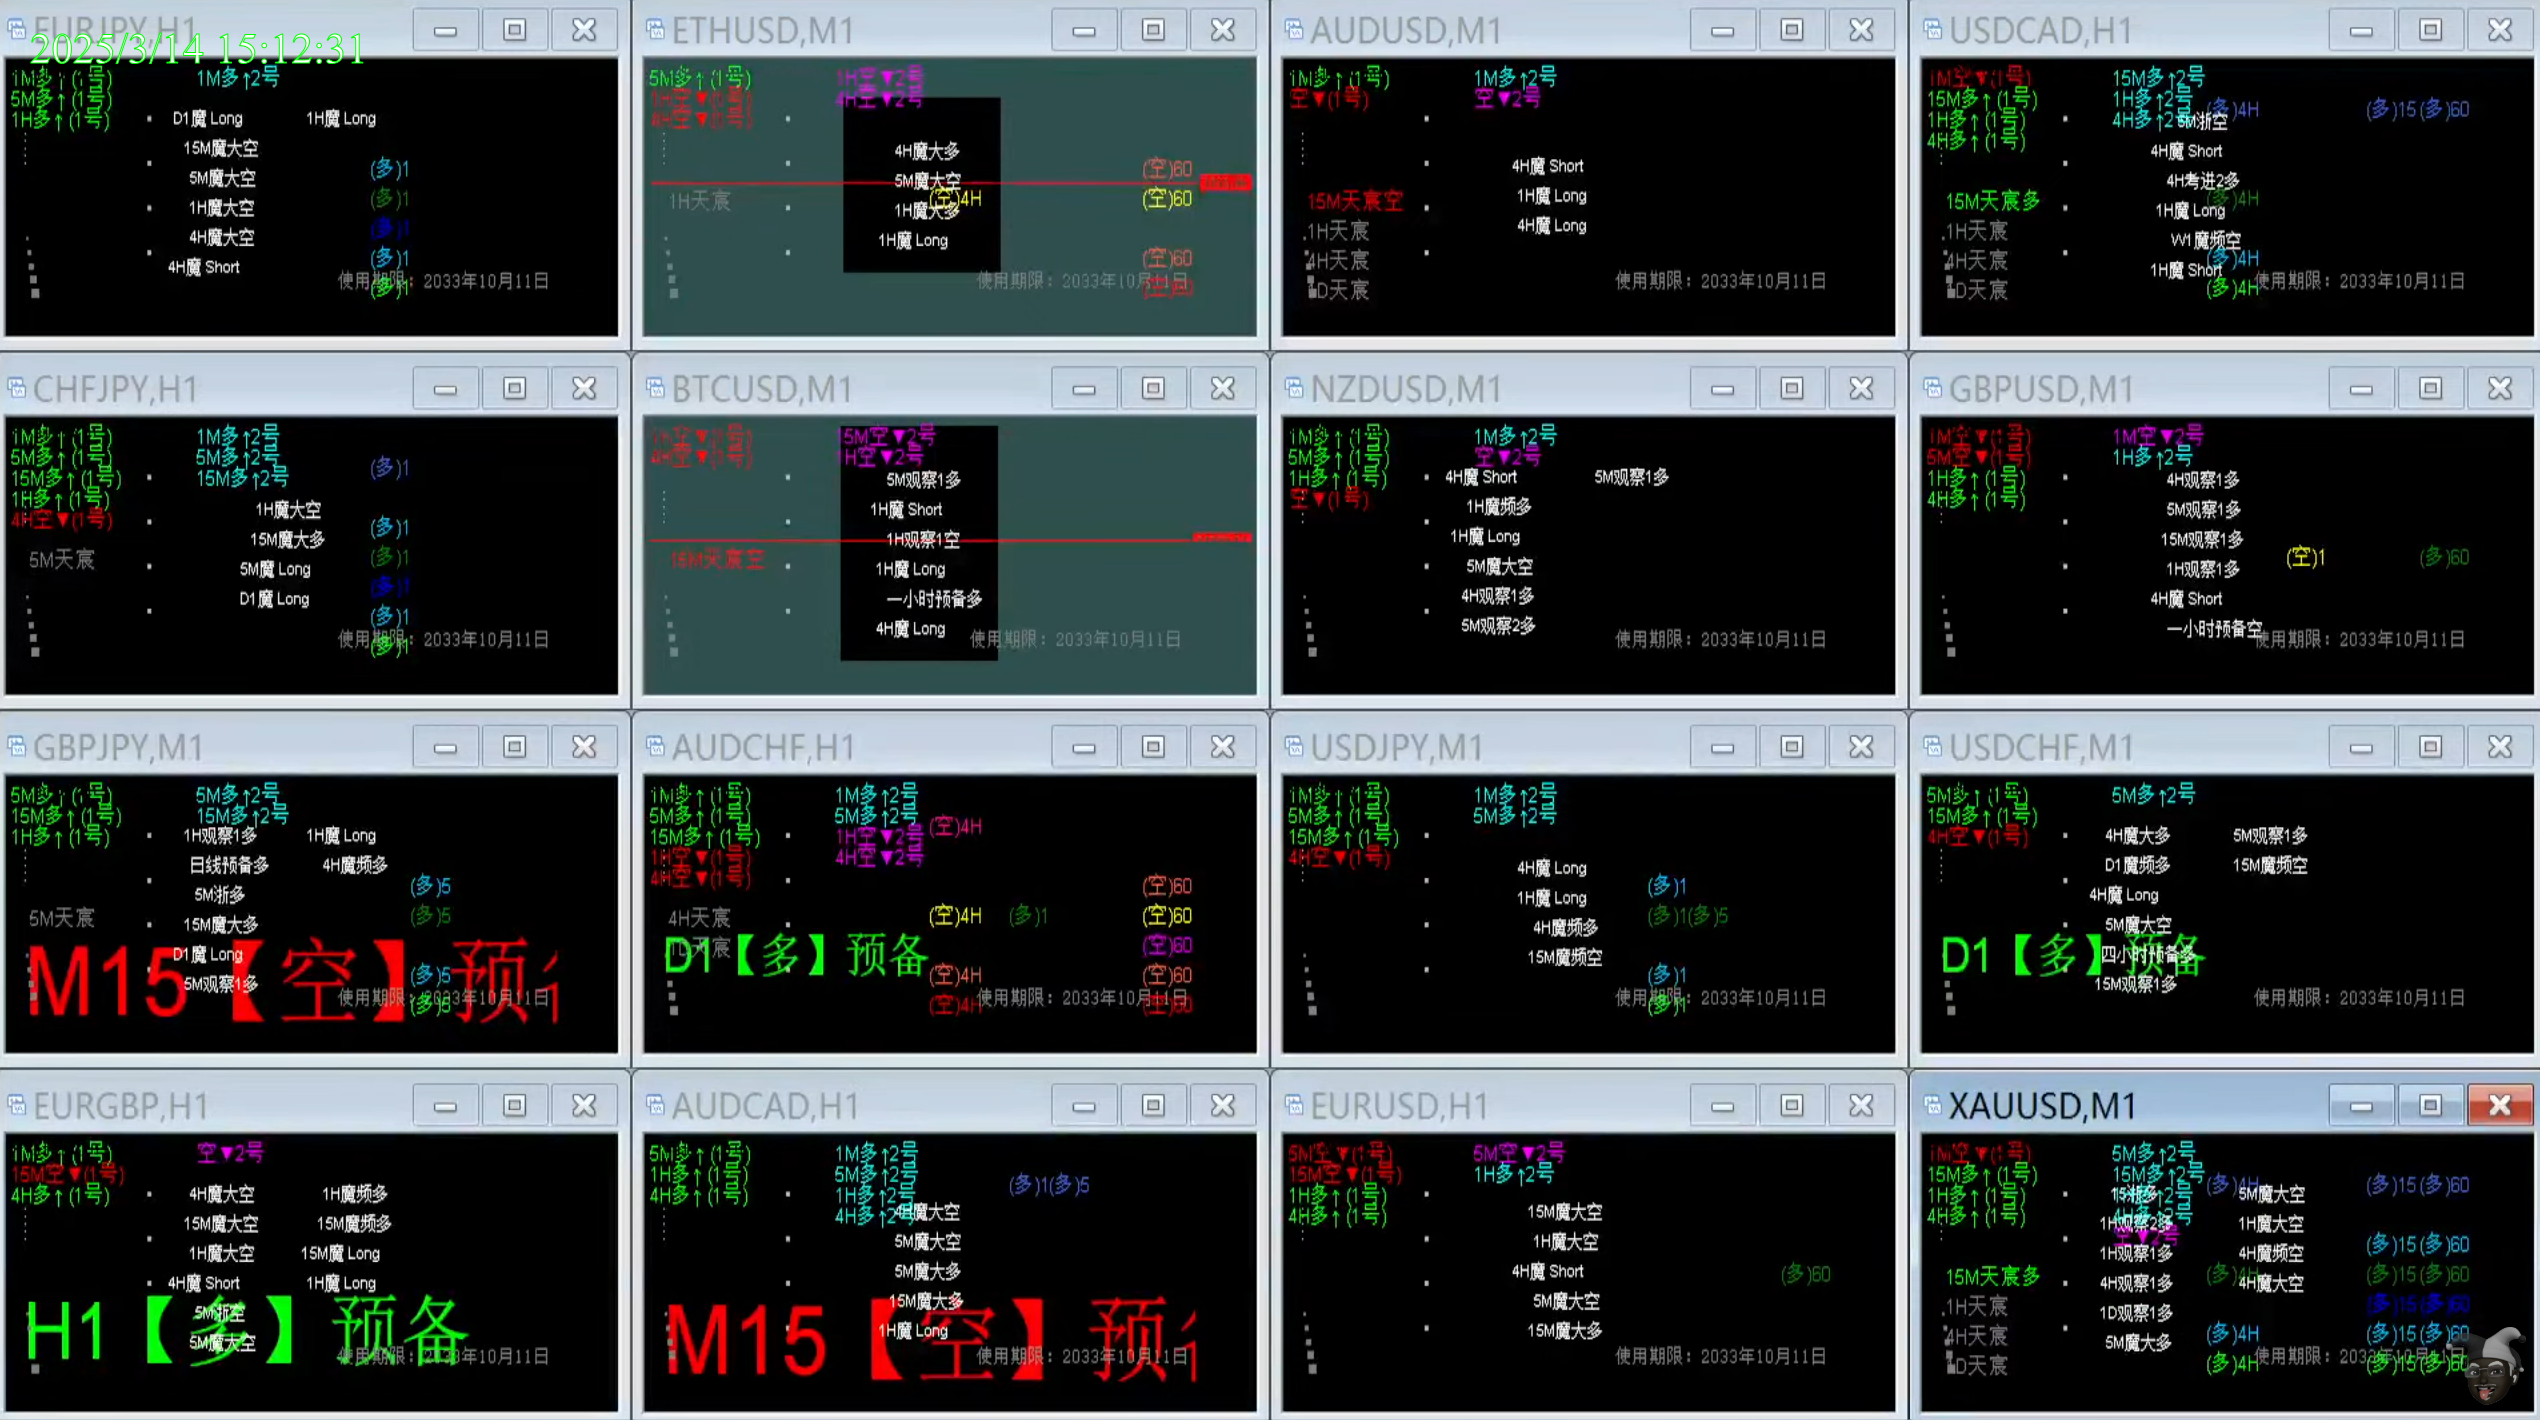 EURJPY,H1
2025/3/14 15:12:31
1M多↑(1号)
5M多↑(1号)
1H多↑(1号)
1M多↑2号
D1魔 Long
1H魔 Long
15M魔大空
5M魔大空
1H魔大空
4H魔大空
4H魔 Short
(多)1
(多)1
(多)1
(多)1
(多)1
使用期限：2033年10月11日
ETHUSD,M1
5M多↑(1号)
1H空▼(1号)
4H空▼(1号)
1H空▼2号
4H空▼2号
1H天宸
4H魔大多
5M魔大空
1H魔大多
1H魔 Long
(空)4H
(空)60
(空)60
(空)60
(空)60
使用期限：2033年10月11日
AUDUSD,M1
1M多↑(1号)
空▼(1号)
1M多↑2号
空▼2号
4H魔 Short
1H魔 Long
4H魔 Long
15M天宸空
1H天宸
4H天宸
D天宸
使用期限：2033年10月11日
USDCAD,H1
1M空▼(1号)
15M多↑(1号)
1H多↑(1号)
4H多↑(1号)
15M多↑2号
1H多↑2号
4H多↑2号
(多)4H
(多)15(多)60
5M浙空
4H魔 Short
4H考进2多
1H魔 Long
W1魔频空
1H魔 Short
15M天宸多
1H天宸
4H天宸
D天宸
(多)4H
(多)4H
(多)4H
使用期限：2033年10月11日
CHFJPY,H1
1M多↑(1号)
5M多↑(1号)
15M多↑(1号)
1H多↑(1号)
4H空▼(1号)
1M多↑2号
5M多↑2号
15M多↑2号
5M天宸
1H魔大空
15M魔大多
5M魔 Long
D1魔 Long
(多)1
(多)1
(多)1
(多)1
(多)1
(多)1
使用期限：2033年10月11日
BTCUSD,M1
1H空▼(1号)
4H空▼(1号)
15M空▼2号
1H空▼2号
5M观察1多
1H魔 Short
1H观察1空
1H魔 Long
一小时预备多
4H魔 Long
15M天宸空
使用期限：2033年10月11日
NZDUSD,M1
1M多↑(1号)
5M多↑(1号)
1H多↑(1号)
空▼(1号)
1M多↑2号
空▼2号
4H魔 Short
5M观察1多
1H魔频多
1H魔 Long
5M魔大空
4H观察1多
5M观察2多
使用期限：2033年10月11日
GBPUSD,M1
1M空▼(1号)
5M空▼(1号)
1H多↑(1号)
4H多↑(1号)
1M空▼2号
1H多↑2号
4H观察1多
5M观察1多
15M观察1多
1H观察1多
4H魔 Short
一小时预备空
(空)1
(多)60
使用期限：2033年10月11日
GBPJPY,M1
5M多↑(1号)
15M多↑(1号)
1H多↑(1号)
5M多↑2号
15M多↑2号
1H观察1多
1H魔 Long
日线预备多
4H魔频多
5M浙多
15M魔大多
D1魔 Long
5M观察1多
5M天宸
(多)5
(多)5
(多)5
(多)5
M15【空】预
使用期限：2033年10月11日
AUDCHF,H1
1M多↑(1号)
5M多↑(1号)
15M多↑(1号)
1H空▼(1号)
4H空▼(1号)
1M多↑2号
5M多↑2号
1H空▼2号
4H空▼2号
(空)4H
(空)60
4H天宸
(空)4H
(多)1
(空)60
1D天宸
D1【多】预备
(空)60
(空)4H
(空)60
(空)4H
(空)60
使用期限：2033年10月11日
USDJPY,M1
1M多↑(1号)
5M多↑(1号)
15M多↑(1号)
4H空▼(1号)
1M多↑2号
5M多↑2号
4H魔 Long
1H魔 Long
4H魔频多
15M魔频空
(多)1
(多)1(多)5
(多)1
(多)1
使用期限：2033年10月11日
USDCHF,M1
5M多↑(1号)
15M多↑(1号)
4H空▼(1号)
5M多↑2号
4H魔大多
5M观察1多
D1魔频多
15M魔频空
4H魔 Long
5M魔大空
四小时预备多
15M观察1多
D1【多】预备
使用期限：2033年10月11日
EURGBP,H1
1M多↑(1号)
15M空▼(1号)
4H多↑(1号)
空▼2号
4H魔大空
1H魔频多
15M魔大空
15M魔频多
1H魔大空
15M魔 Long
4H魔 Short
1H魔 Long
5M浙空
5M魔大空
H1【多】预备
使用期限：2033年10月11日
AUDCAD,H1
5M多↑(1号)
1H多↑(1号)
4H多↑(1号)
1M多↑2号
5M多↑2号
1H多↑2号
4H多↑2号
(多)1(多)5
魔大空
5M魔大空
5M魔大多
15M魔大多
1H魔 Long
M15【空】预
使用期限：2033年10月11日
EURUSD,H1
5M空▼(1号)
15M空▼(1号)
1H多↑(1号)
4H多↑(1号)
5M空▼2号
1H多↑2号
15M魔大空
1H魔大空
4H魔 Short
5M魔大空
15M魔大多
(多)60
使用期限：2033年10月11日
XAUUSD,M1
1M空▼(1号)
15M多↑(1号)
1H多↑(1号)
4H多↑(1号)
5M多↑2号
15M多↑2号
1H多↑2号
4H多↑2号
空▼2号
(多)4H
(多)15(多)60
5M魔大空
1H观察2多
1H魔大空
1H观察1多
4H魔频空
4H观察1多
4H魔大空
1D观察1多
5M魔大多
15M天宸多
1H天宸
4H天宸
D天宸
(多)15(多)60
(多)15(多)60
(多)15(多)60
(多)4H
(多)15(多)60
(多)4H
(多)15(多)60